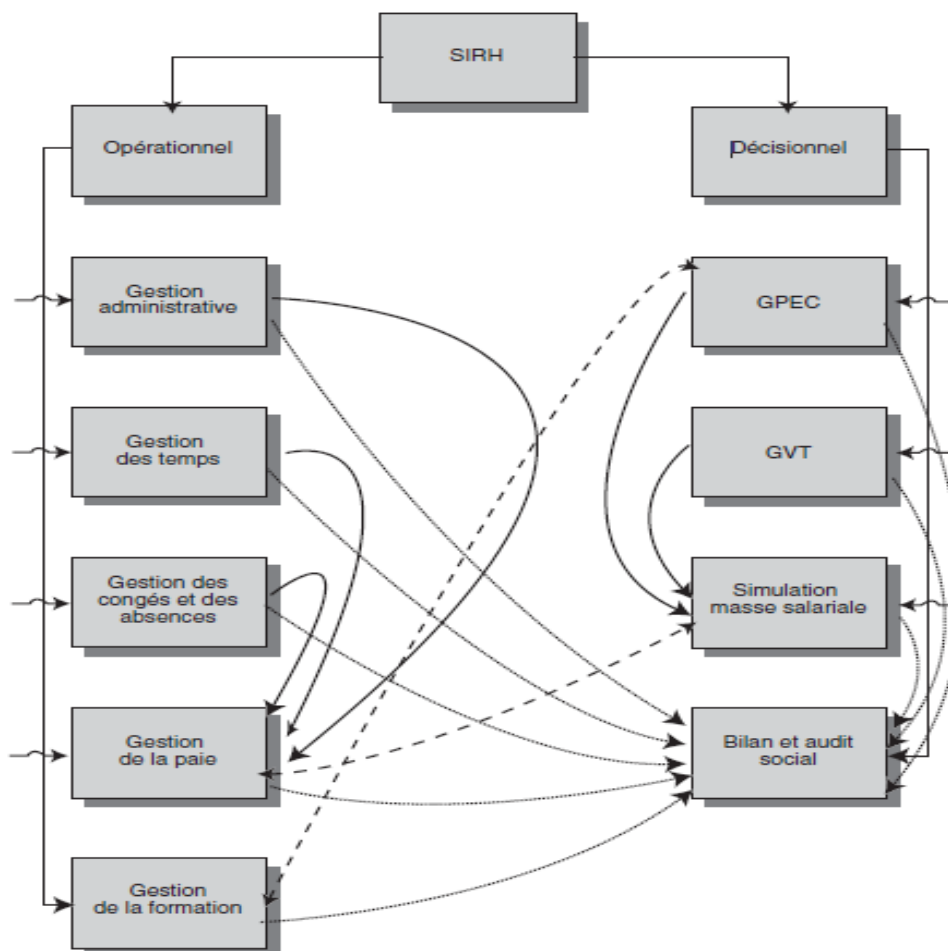 SIRH
Opérationnel
Décisionnel
Gestion
administrative
GPEC
Gestion
des temps
GVT
Gestion des
congés et des
absences
Simulation
masse salariale
Gestion
de la paie
Bilan et audit
social
Gestion
de la formation